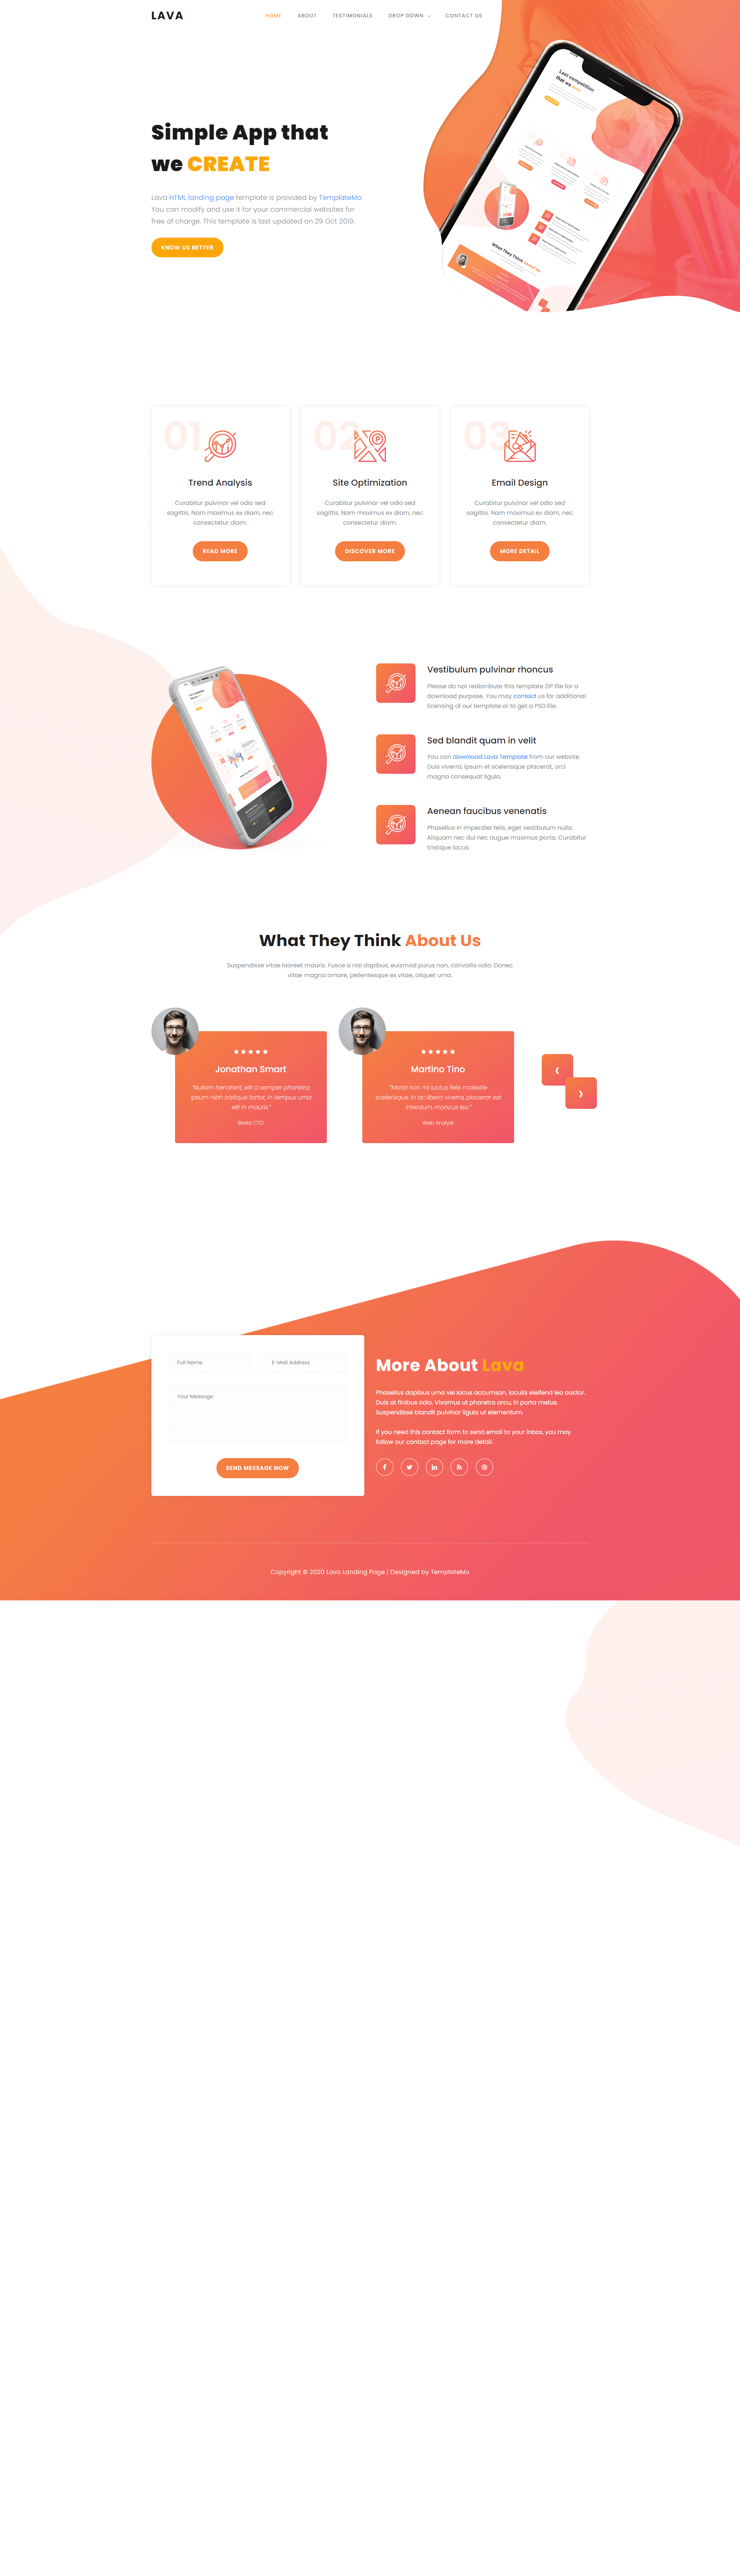 LAVA
HOME
ABOUT
TESTIMONIALS
DROP DOWN
CONTACT US
Simple App that
we CREATE
Lava HTML landing page template is provided by TemplateMo.
You can modify and use it for your commercial websites for
free of charge. This template is last updated on 29 Oct 2019.
KNOW US BETTER
Last competition
that we
What They Think About Us
01
Trend Analysis
Curabitur pulvinar vel odio sed
sagittis. Nam maximus ex diam, nec
consectetur diam.
READ MORE
02
Site Optimization
Curabitur pulvinar vel odio sed
sagittis. Nam maximus ex diam, nec
consectetur diam.
DISCOVER MORE
03
Email Design
Curabitur pulvinar vel odio sed
sagittis. Nam maximus ex diam, nec
consectetur diam.
MORE DETAIL
Vestibulum pulvinar rhoncus
Please do not redistribute this template ZIP file for a
download purpose. You may contact us for additional
licensing of our template or to get a PSD file.
Sed blandit quam in velit
You can download Lava Template from our website.
Duis viverra, ipsum et scelerisque placerat, orci
magna consequat ligula.
Aenean faucibus venenatis
Phasellus in imperdiet felis, eget vestibulum nulla.
Aliquam nec dui nec augue maximus porta. Curabitur
tristique lacus.
What They Think About Us
Suspendisse vitae laoreet mauris. Fusce a nisi dapibus, euismod purus non, convallis odio. Donec
vitae magna ornare, pellentesque ex vitae, aliquet urna.
Jonathan Smart
“Nullam hendrerit, elit a semper pharetra,
ipsum nibh tristique tortor, in tempus urna
elit in mauris.”
Besta CTO
Martino Tino
“Morbi non mi luctus felis molestie
scelerisque. In ac libero viverra, placerat est
interdum, rhoncus leo.”
Web Analyst
‹
›
Full Name
E-Mail Address
Your Message
SEND MESSAGE NOW
More About Lava
Phasellus dapibus urna vel lacus accumsan, iaculis eleifend leo auctor.
Duis at finibus odio. Vivamus ut pharetra arcu, in porta metus.
Suspendisse blandit pulvinar ligula ut elementum.
If you need this contact form to send email to your inbox, you may
follow our contact page for more detail.
Copyright © 2020 Lava Landing Page | Designed by TemplateMo